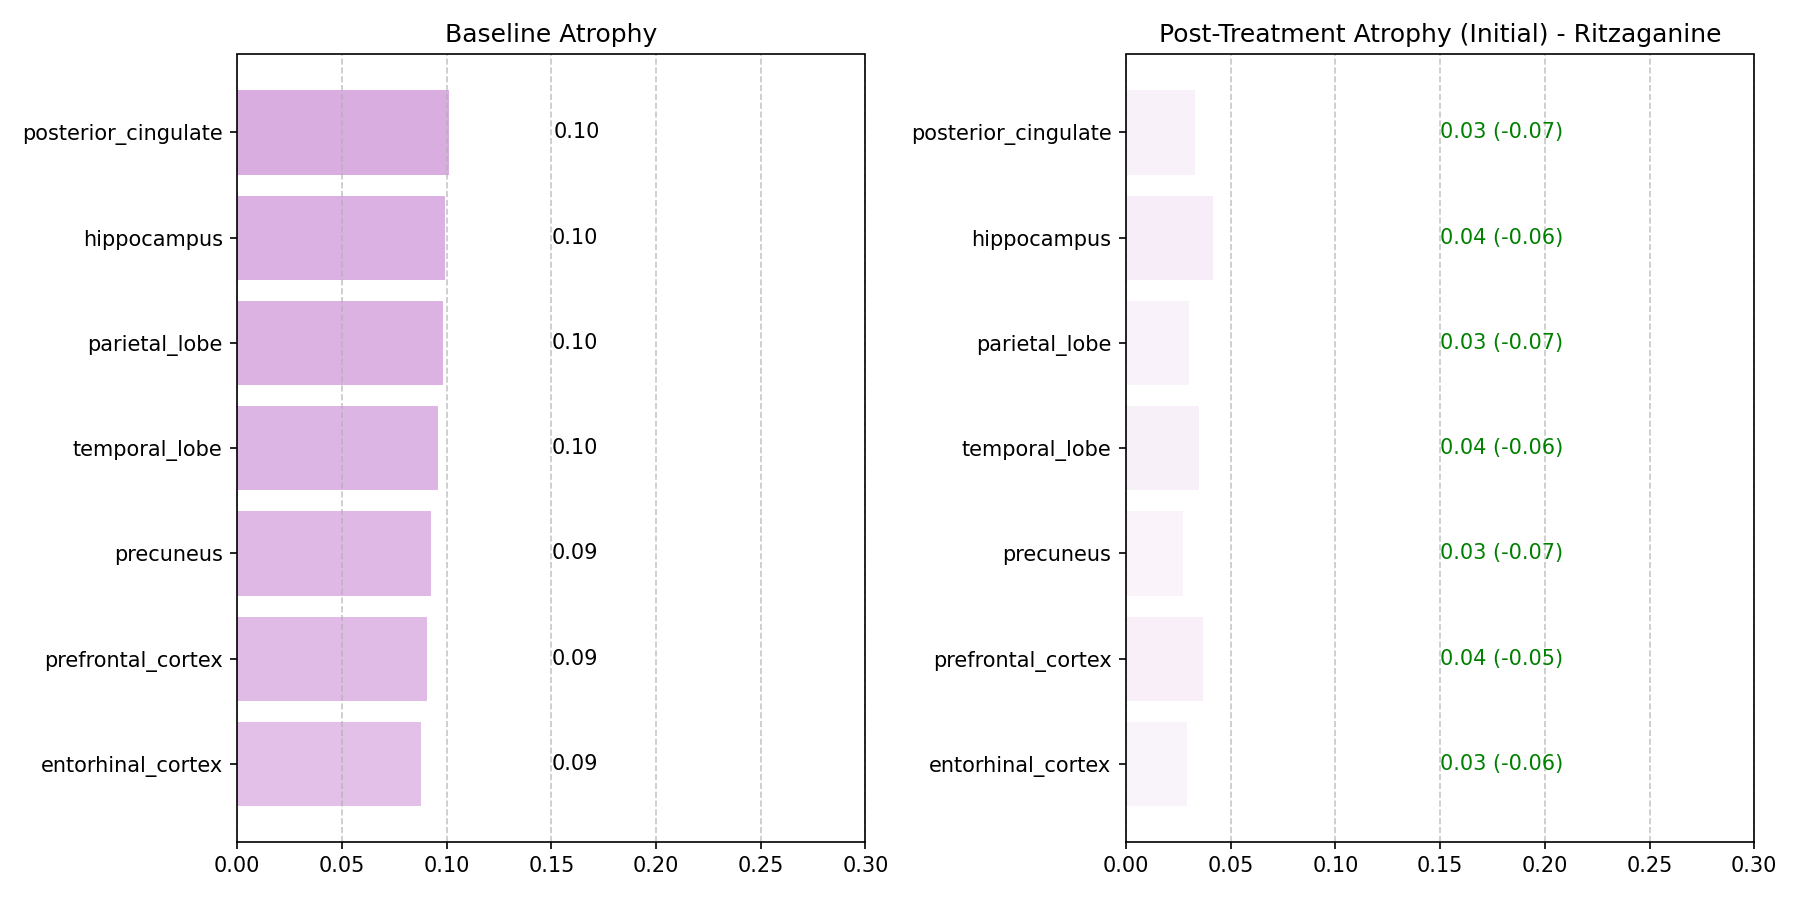 Baseline Atrophy
posterior_cingulate
0.10
hippocampus
0.10
parietal_lobe
0.10
temporal_lobe
0.10
precuneus
0.09
prefrontal_cortex
0.09
entorhinal_cortex
0.09
0.00 0.05 0.10 0.15 0.20 0.25 0.30
Post-Treatment Atrophy (Initial) - Ritzaganine
posterior_cingulate
0.03 (-0.07)
hippocampus
0.04 (-0.06)
parietal_lobe
0.03 (-0.07)
temporal_lobe
0.04 (-0.06)
precuneus
0.03 (-0.07)
prefrontal_cortex
0.04 (-0.05)
entorhinal_cortex
0.03 (-0.06)
0.00 0.05 0.10 0.15 0.20 0.25 0.30